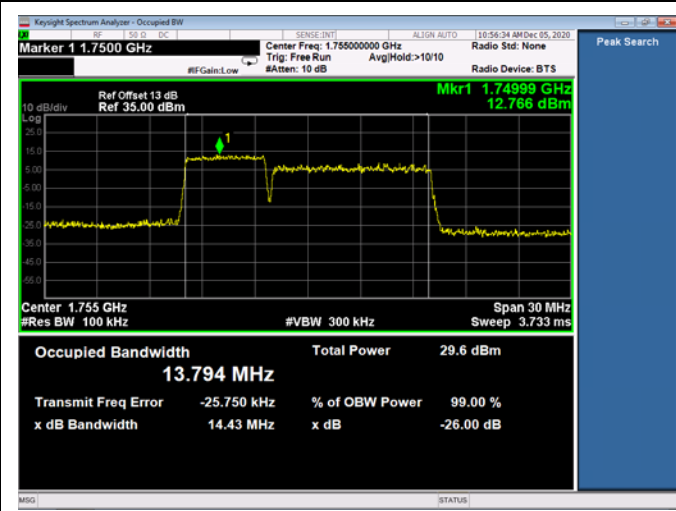 Keysight Spectrum Analyzer - Occupied BW
RF 50 Ω DC SENSE:INT ALIGN AUTO 10:56:34 AM Dec 05, 2020
Marker 1 1.7500 GHz
Center Freq: 1.755000000 GHz
Radio Std: None
Trig: Free Run Avg|Hold:>10/10
#IFGain:Low #Atten: 10 dB Radio Device: BTS
Peak Search
Ref Offset 13 dB
10 dB/div Ref 35.00 dBm
Mkr1 1.74999 GHz
12.766 dBm
Log
25.0
15.0
5.00
-5.00
-15.0
-25.0
-35.0
-45.0
-55.0
1
Center 1.755 GHz Span 30 MHz
#Res BW 100 kHz #VBW 300 kHz Sweep 3.733 ms
Occupied Bandwidth Total Power 29.6 dBm
13.794 MHz
Transmit Freq Error -25.750 kHz % of OBW Power 99.00 %
x dB Bandwidth 14.43 MHz x dB -26.00 dB
MSG STATUS